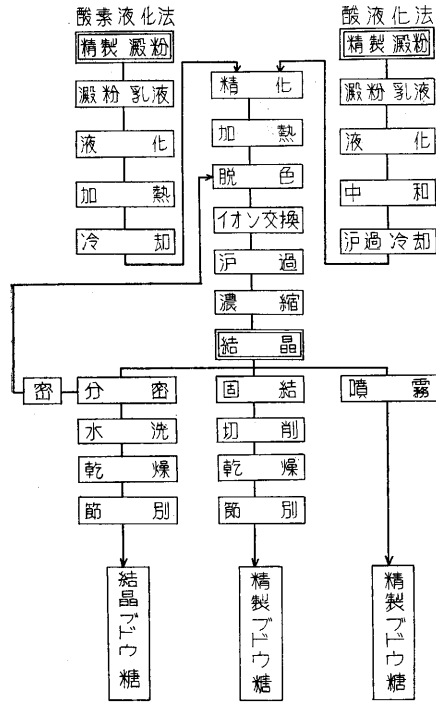 酸素液化法
精製澱粉
澱粉乳液
液化
加熱
冷却
酸液化法
精製澱粉
澱粉乳液
液化
中和
沪過冷却
精化
加熱
脱色
イオン交換
沪過
濃縮
結晶
密
分密
水洗
乾燥
節別
結晶ブドウ糖
固結
切削
乾燥
節別
精製ブドウ糖
噴霧
精製ブドウ糖